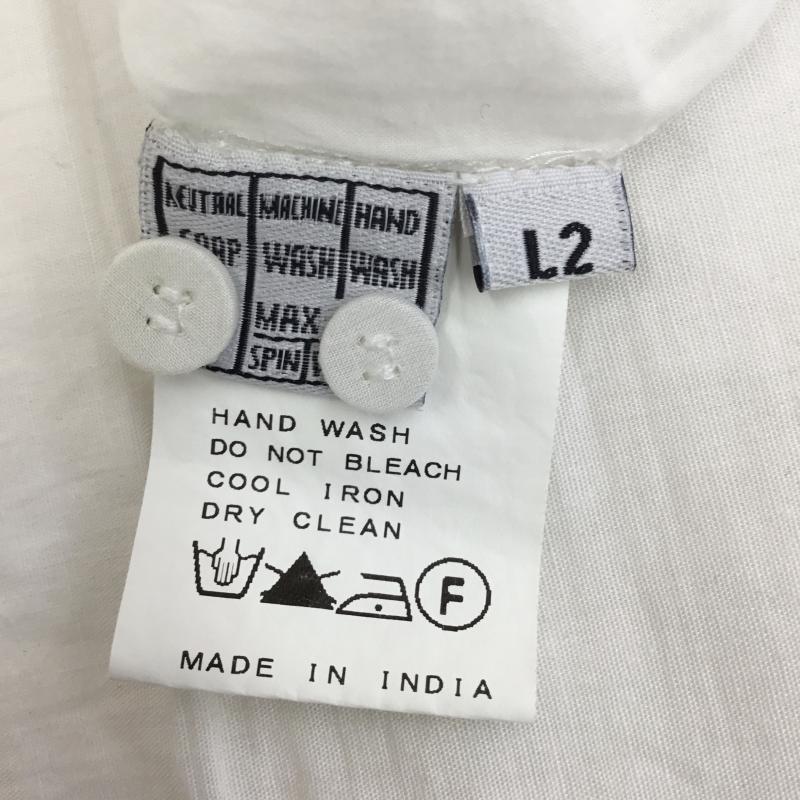 NEUTRAL MACHINE HAND
SOAP WASH WASH
MAX
SPIN
L2
HAND WASH
DO NOT BLEACH
COOL IRON
DRY CLEAN
F
MADE IN INDIA